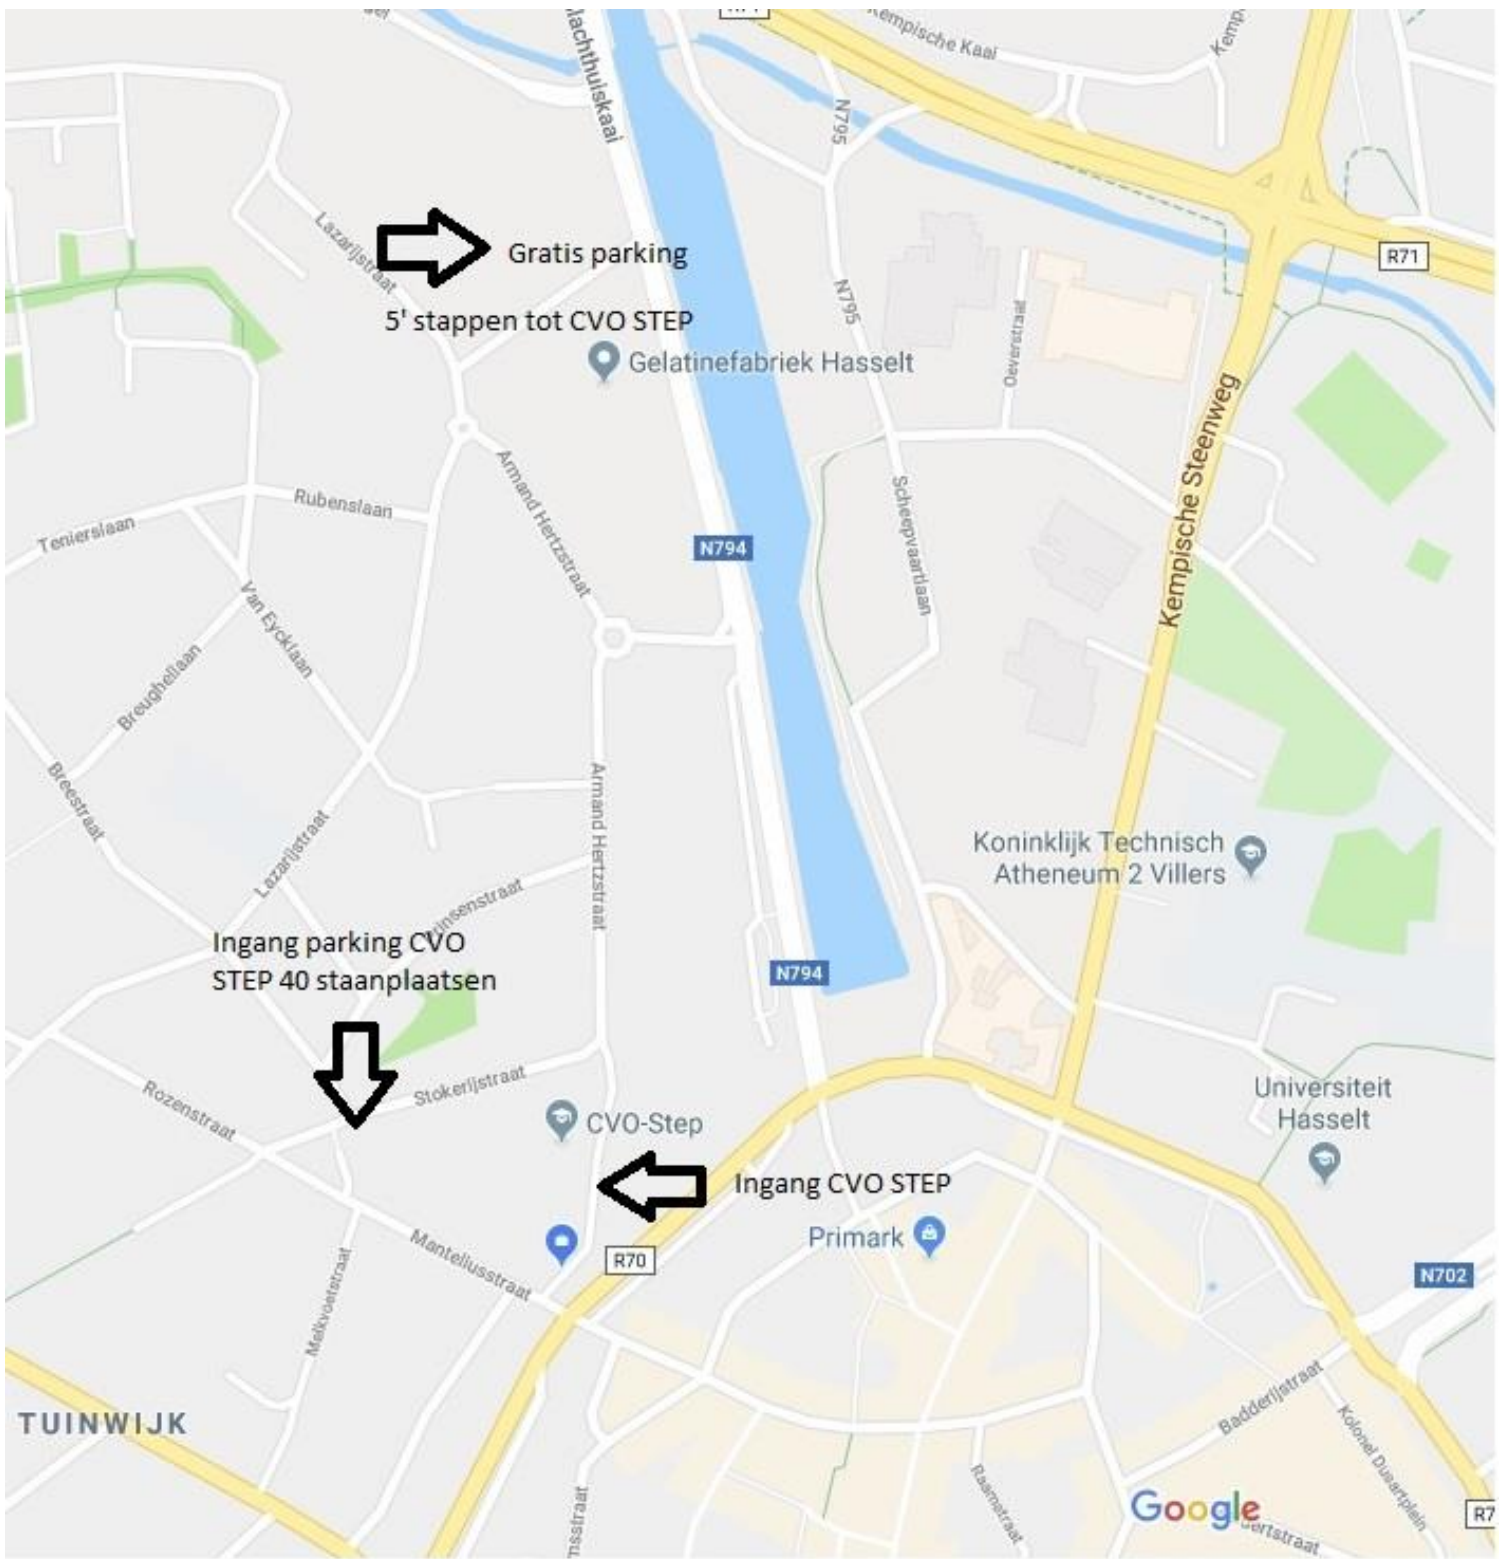 Kempische Kaai
N795
Lazarijstraat
Gratis parking
R71
5' stappen tot CVO STEP
N795
Gelatinefabriek Hasselt
Oeverstraat
Kempische Steenweg
Armand Hertzstraat
Rubenslaan
Tenierslaan
Scheepvaartlaan
N794
Van Eycklaan
Breughellaan
Breestraat
Armand Hertzstraat
Lazarijstraat
Koninklijk Technisch
Atheneum 2 Villers
Prinsenstraat
Ingang parking CVO
STEP 40 staanplaatsen
N794
Stokerijstraat
Rozenstraat
CVO-Step
Universiteit
Hasselt
Ingang CVO STEP
Primark
Manteliusstraat
R70
N702
Melkvoetstraat
TUINWIJK
Badderijstraat
Kolonel Dusartplein
Raamstraat
Google